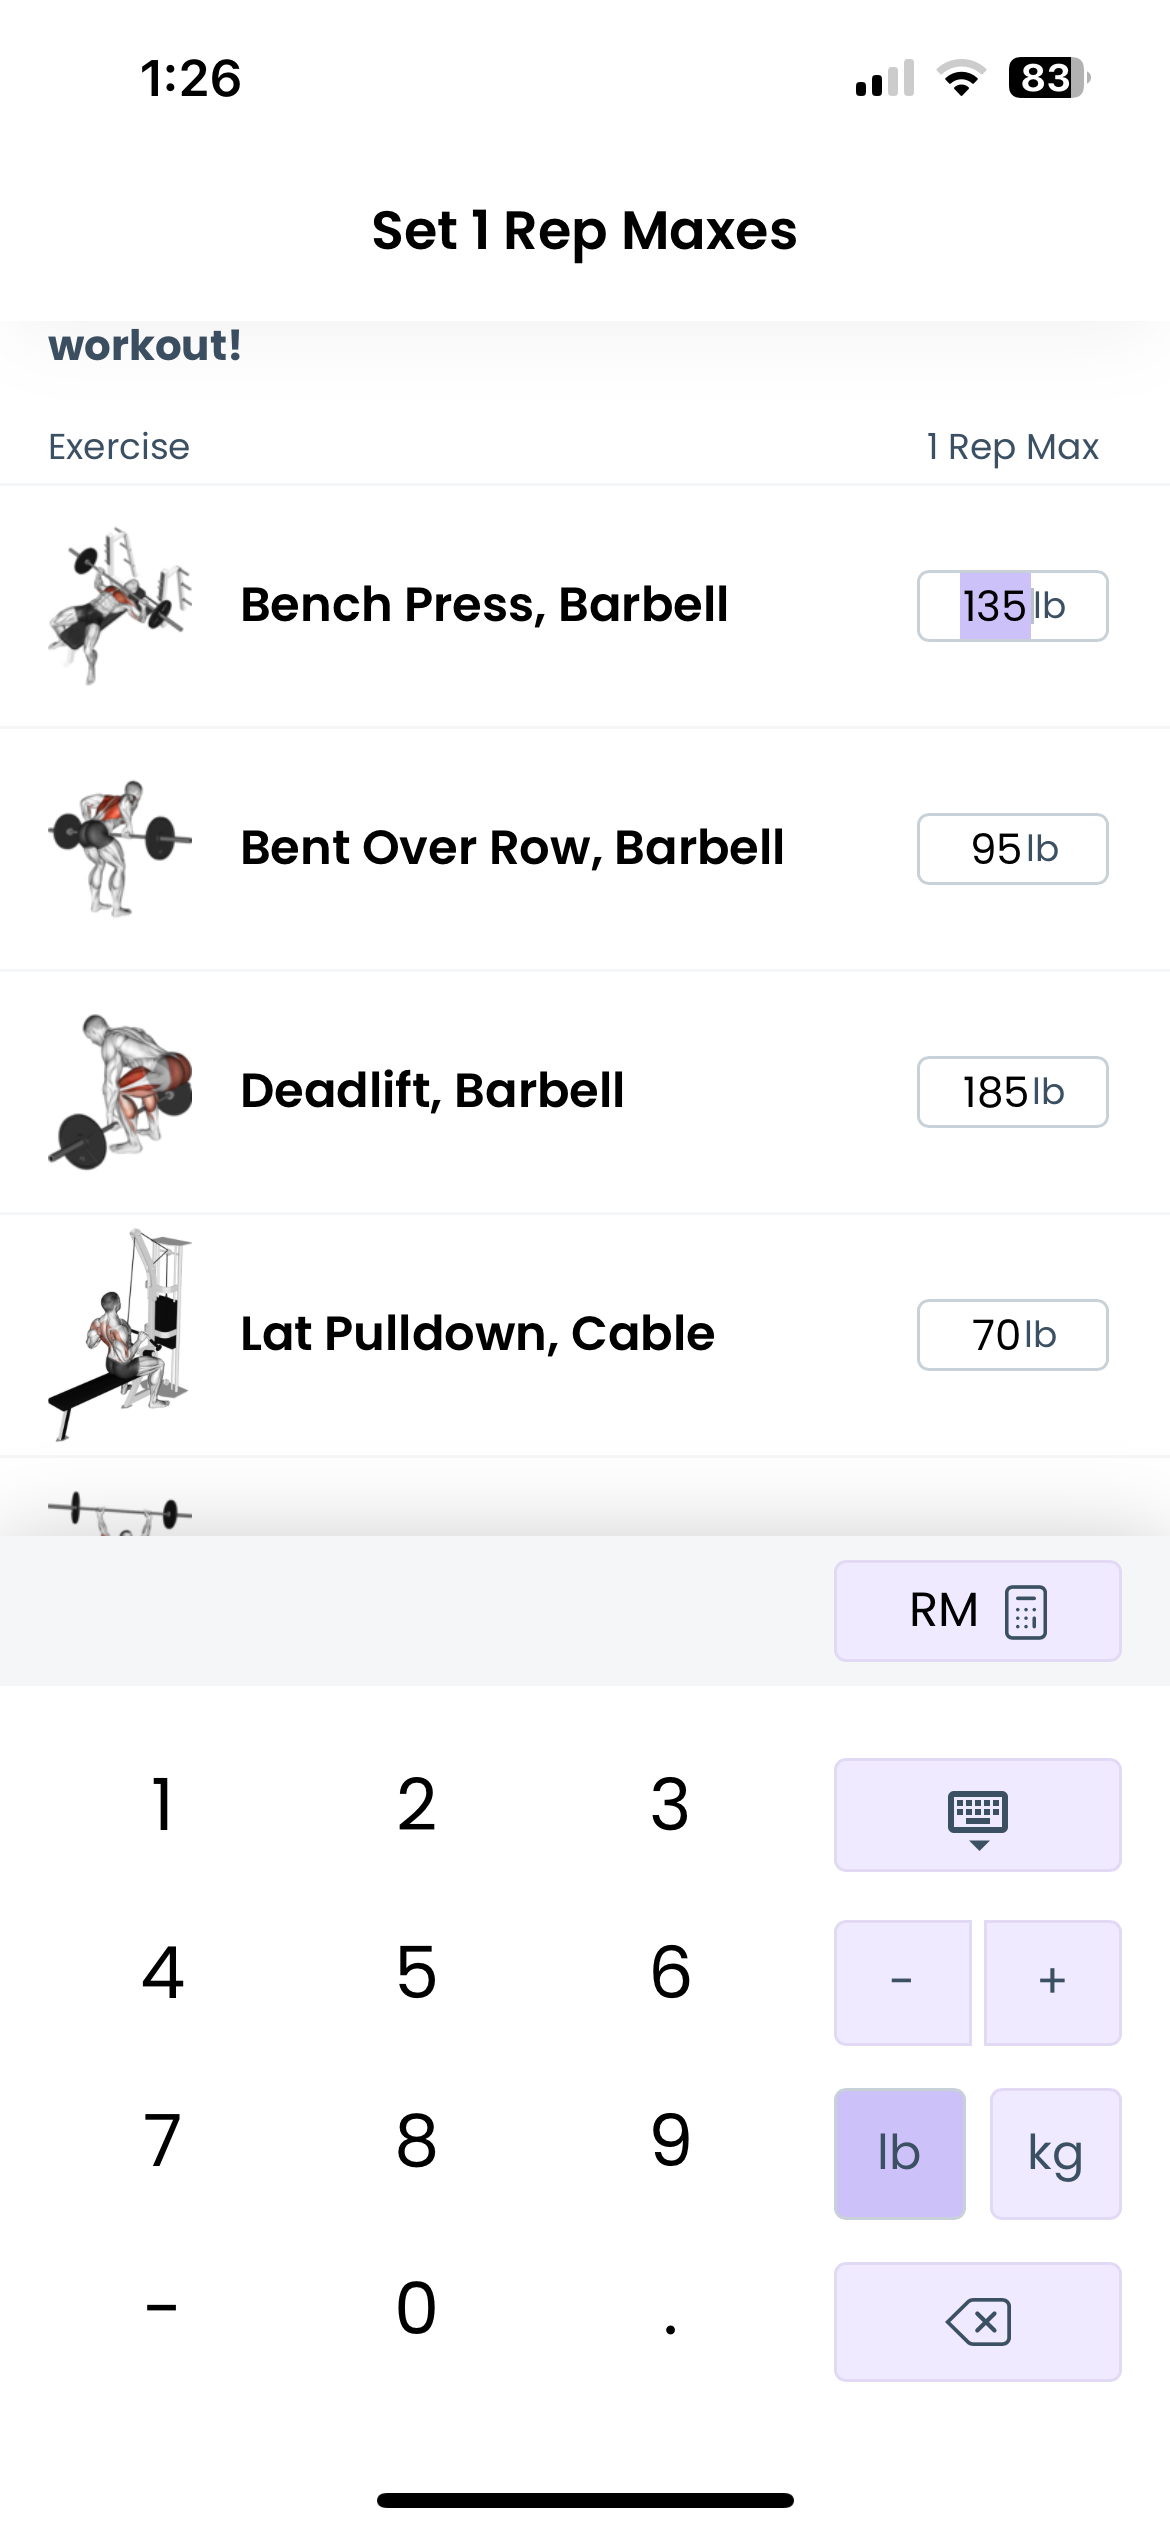 1:26
83
Set 1 Rep Maxes
workout!
Exercise 1 Rep Max
Bench Press, Barbell 135 lb
Bent Over Row, Barbell 95 lb
Deadlift, Barbell 185 lb
Lat Pulldown, Cable 70 lb
RM
1 2 3
4 5 6 - +
7 8 9 lb kg
- 0 .